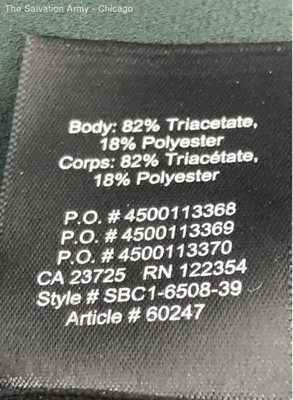 The Salvation Army - Chicago
Body: 82% Triacetate,
18% Polyester
Corps: 82% Triacétate,
18% Polyester
P.O. # 4500113368
P.O. # 4500113369
P.O. # 4500113370
CA 23725 RN 122354
Style # SBC1-6508-39
Article # 60247